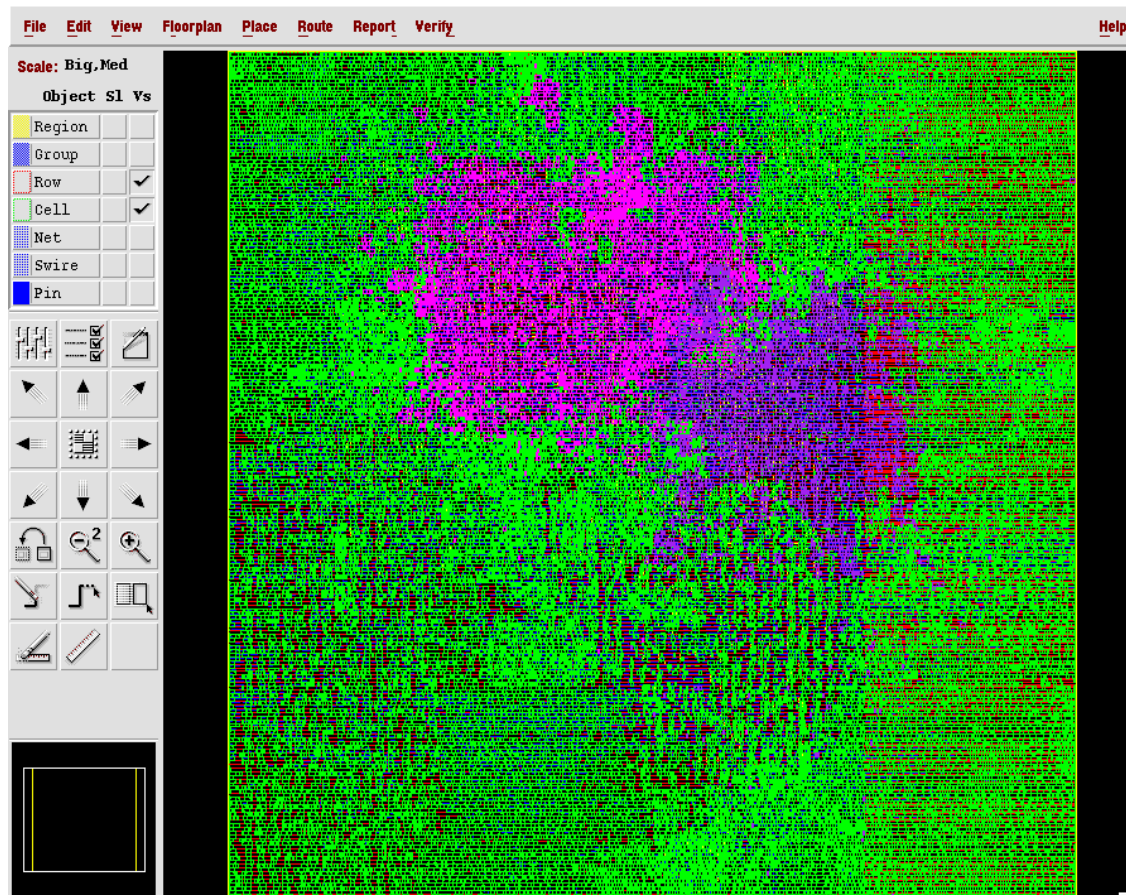 File Edit View Floorplan Place Route Report Verify Help
Scale: Big,Med
Object Sl Vs
Region
Group
Row
Cell
Net
Swire
Pin
2